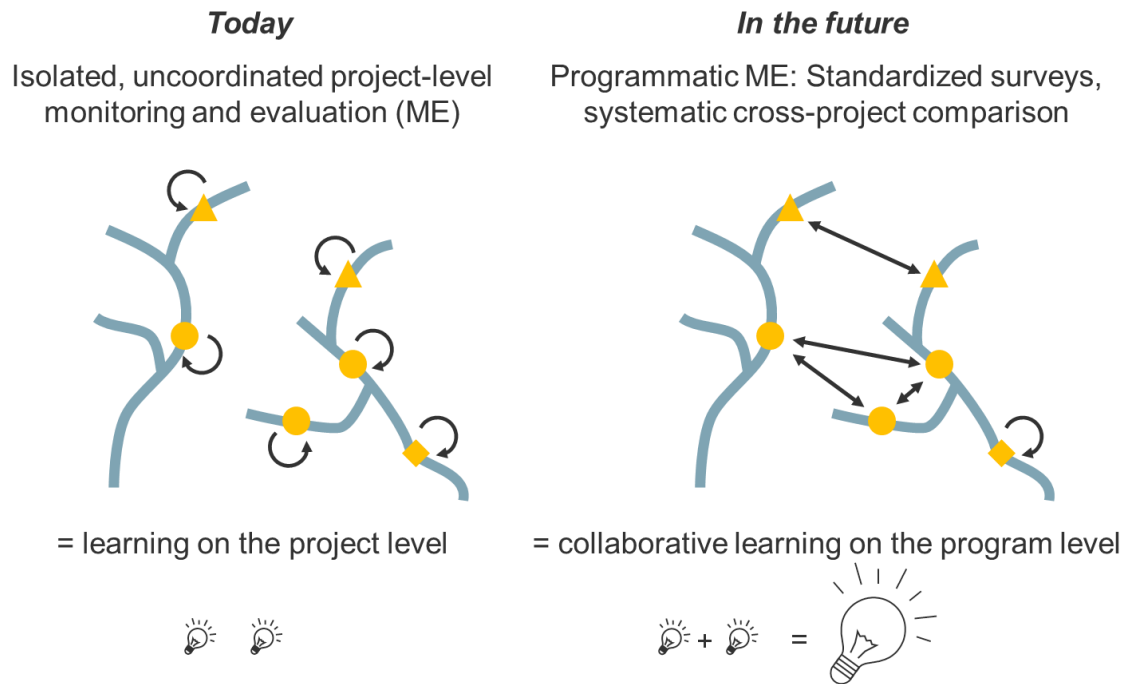 Today
Isolated, uncoordinated project-level
monitoring and evaluation (ME)
= learning on the project level
In the future
Programmatic ME: Standardized surveys,
systematic cross-project comparison
= collaborative learning on the program level
+ =